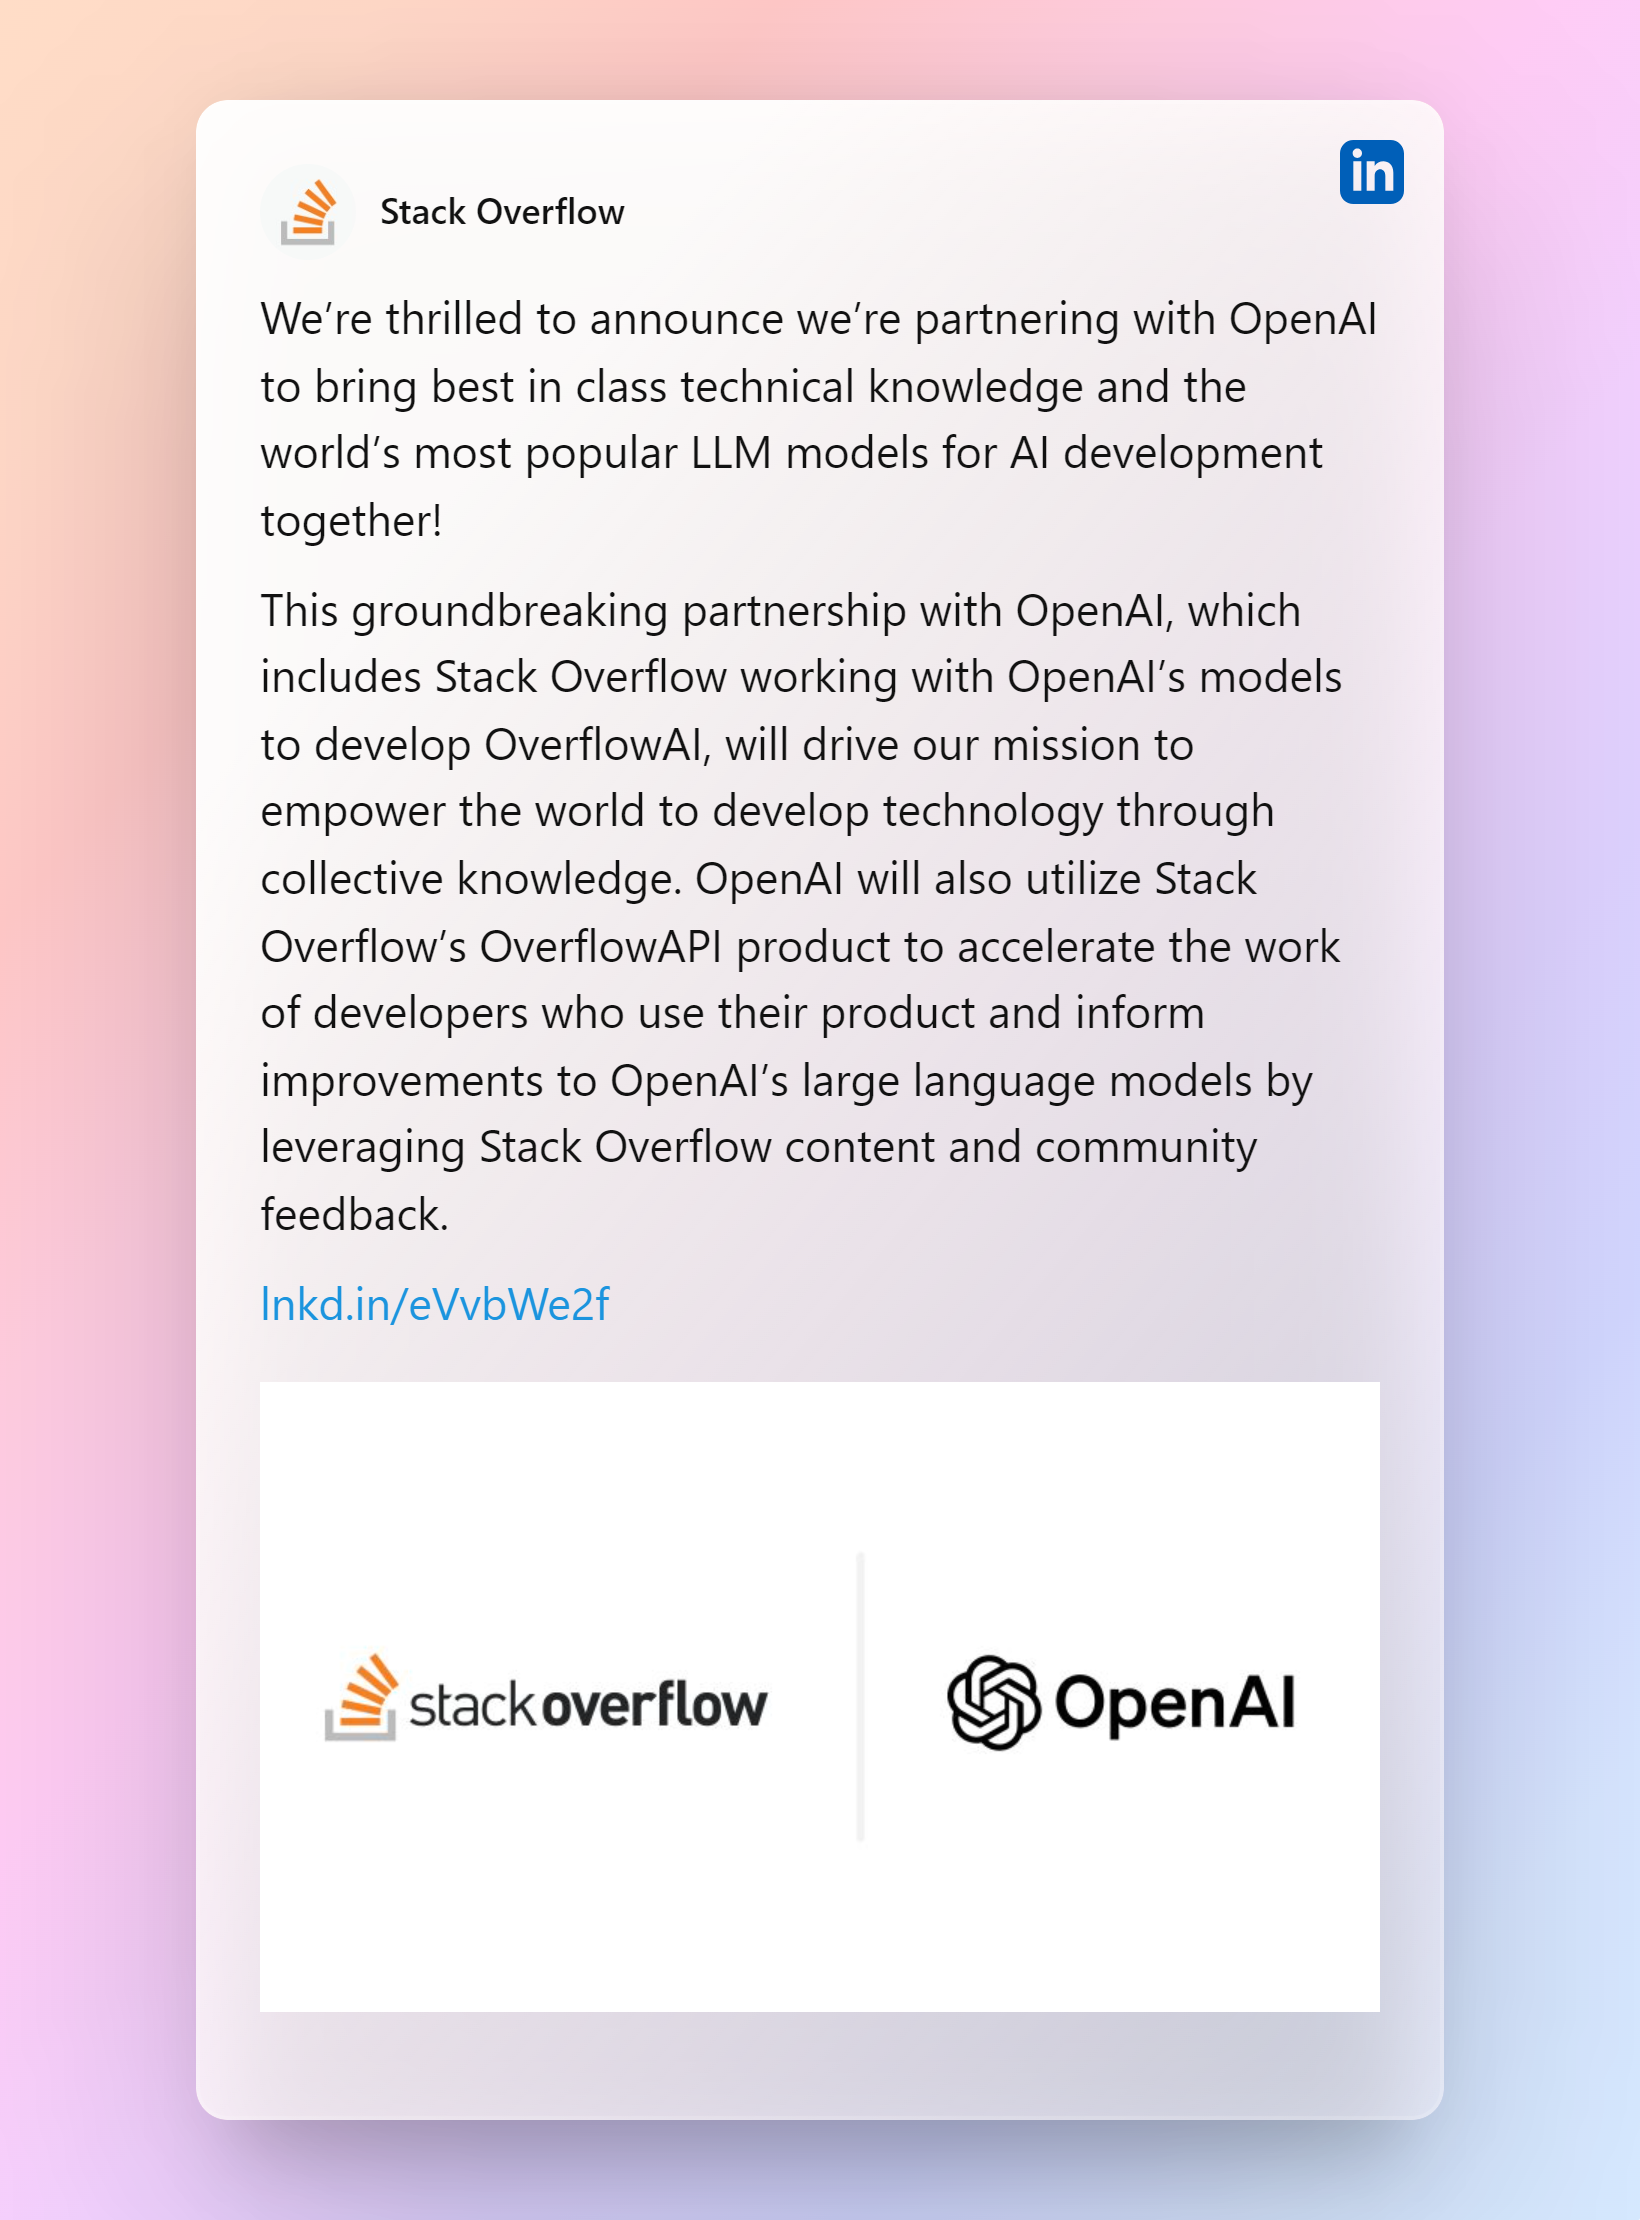 in
Stack Overflow
We’re thrilled to announce we’re partnering with OpenAI
to bring best in class technical knowledge and the
world’s most popular LLM models for AI development
together!
This groundbreaking partnership with OpenAI, which
includes Stack Overflow working with OpenAI’s models
to develop OverflowAI, will drive our mission to
empower the world to develop technology through
collective knowledge. OpenAI will also utilize Stack
Overflow’s OverflowAPI product to accelerate the work
of developers who use their product and inform
improvements to OpenAI’s large language models by
leveraging Stack Overflow content and community
feedback.
lnkd.in/eVvbWe2f
stackoverflow
OpenAI